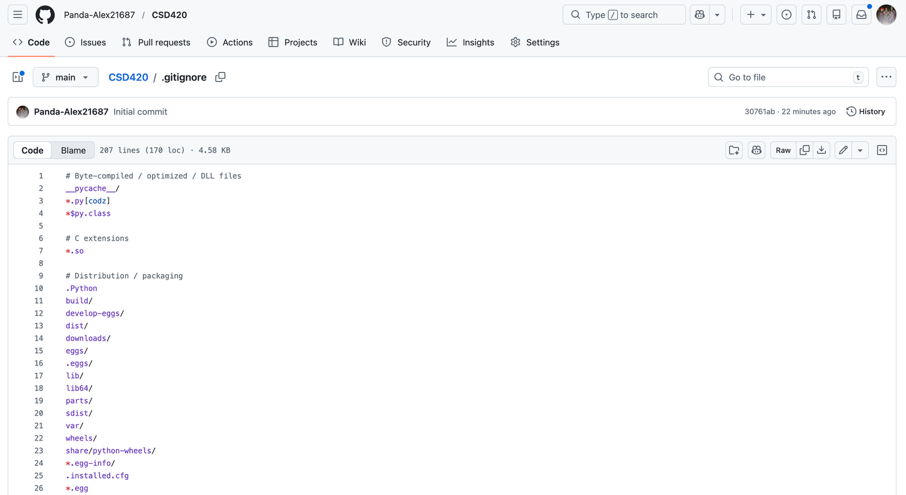 Panda-Alex21687 / CSD420
Type / to search
Code
Issues
Pull requests
Actions
Projects
Wiki
Security
Insights
Settings
main
CSD420 / .gitignore
Go to file
t
Panda-Alex21687 Initial commit
30761ab · 22 minutes ago
History
Code
Blame
207 lines (170 loc) · 4.58 KB
Raw
1 # Byte-compiled / optimized / DLL files
2 __pycache__/
3 *.py[codz]
4 *$py.class
5
6 # C extensions
7 *.so
8
9 # Distribution / packaging
10 .Python
11 build/
12 develop-eggs/
13 dist/
14 downloads/
15 eggs/
16 .eggs/
17 lib/
18 lib64/
19 parts/
20 sdist/
21 var/
22 wheels/
23 share/python-wheels/
24 *.egg-info/
25 .installed.cfg
26 *.egg